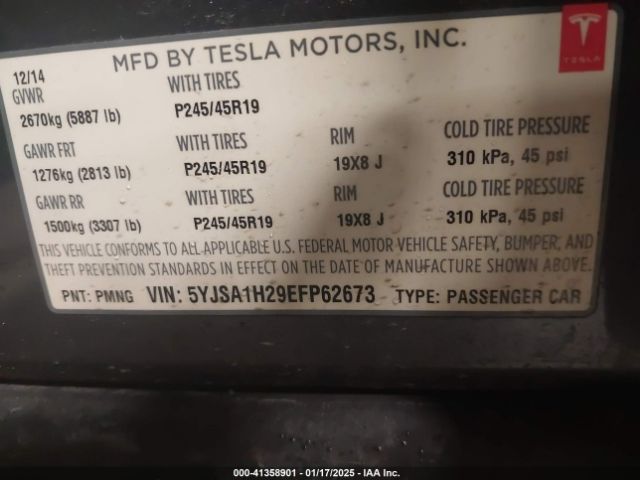 MFD BY TESLA MOTORS, INC.
TESLA
12/14
GVWR WITH TIRES
2670kg (5887 lb) P245/45R19
GAWR FRT WITH TIRES RIM COLD TIRE PRESSURE
1276kg (2813 lb) P245/45R19 19X8 J 310 kPa, 45 psi
GAWR RR WITH TIRES RIM COLD TIRE PRESSURE
1500kg (3307 lb) P245/45R19 19X8 J 310 kPa, 45 psi
THIS VEHICLE CONFORMS TO ALL APPLICABLE U.S. FEDERAL MOTOR VEHICLE SAFETY, BUMPER, AND
THEFT PREVENTION STANDARDS IN EFFECT ON THE DATE OF MANUFACTURE SHOWN ABOVE.
PNT: PMNG VIN: 5YJSA1H29EFP62673 TYPE: PASSENGER CAR
000-41358901 - 01/17/2025 - IAA Inc.